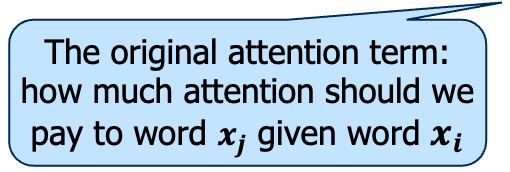 The original attention term:
how much attention should we
pay to word xⱼ given word xᵢ